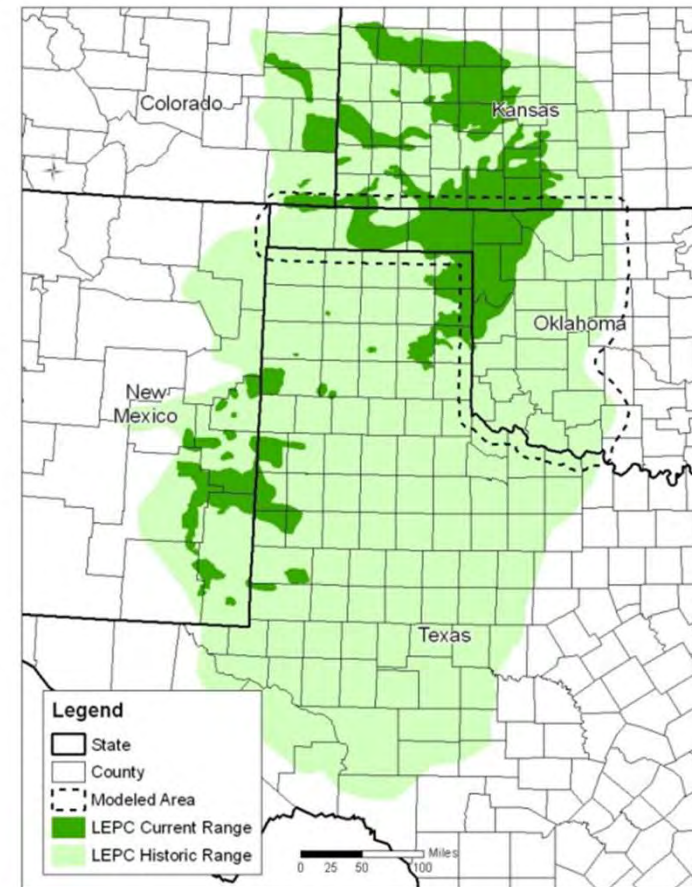 Colorado
Kansas
Oklahoma
New
Mexico
Texas
Legend
State
County
Modeled Area
LEPC Current Range
LEPC Historic Range
Miles
0 25 50 100